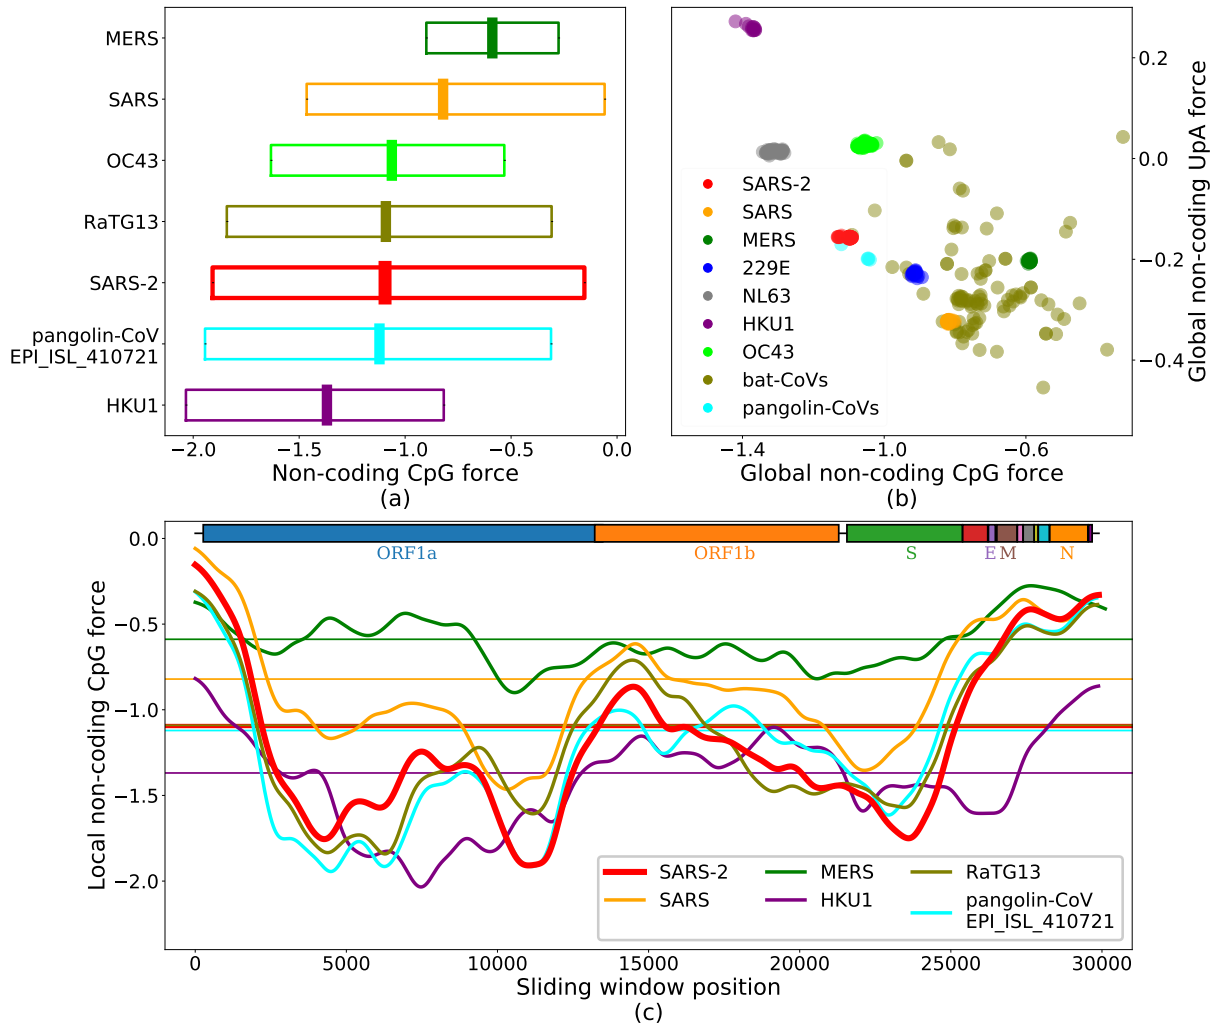 MERS
SARS
OC43
RaTG13
SARS-2
pangolin-CoV
EPI_ISL_410721
HKU1
−2.0 −1.5 −1.0 −0.5 0.0
Non-coding CpG force
(a)
SARS-2
SARS
MERS
229E
NL63
HKU1
OC43
bat-CoVs
pangolin-CoVs
0.2
0.0
−0.2
−0.4
Global non-coding UpA force
−1.4 −1.0 −0.6
Global non-coding CpG force
(b)
Local non-coding CpG force
0.0
−0.5
−1.0
−1.5
−2.0
ORF1a ORF1b S E M N
SARS-2 MERS RaTG13
SARS HKU1 pangolin-CoV
EPI_ISL_410721
0 5000 10000 15000 20000 25000 30000
Sliding window position
(c)